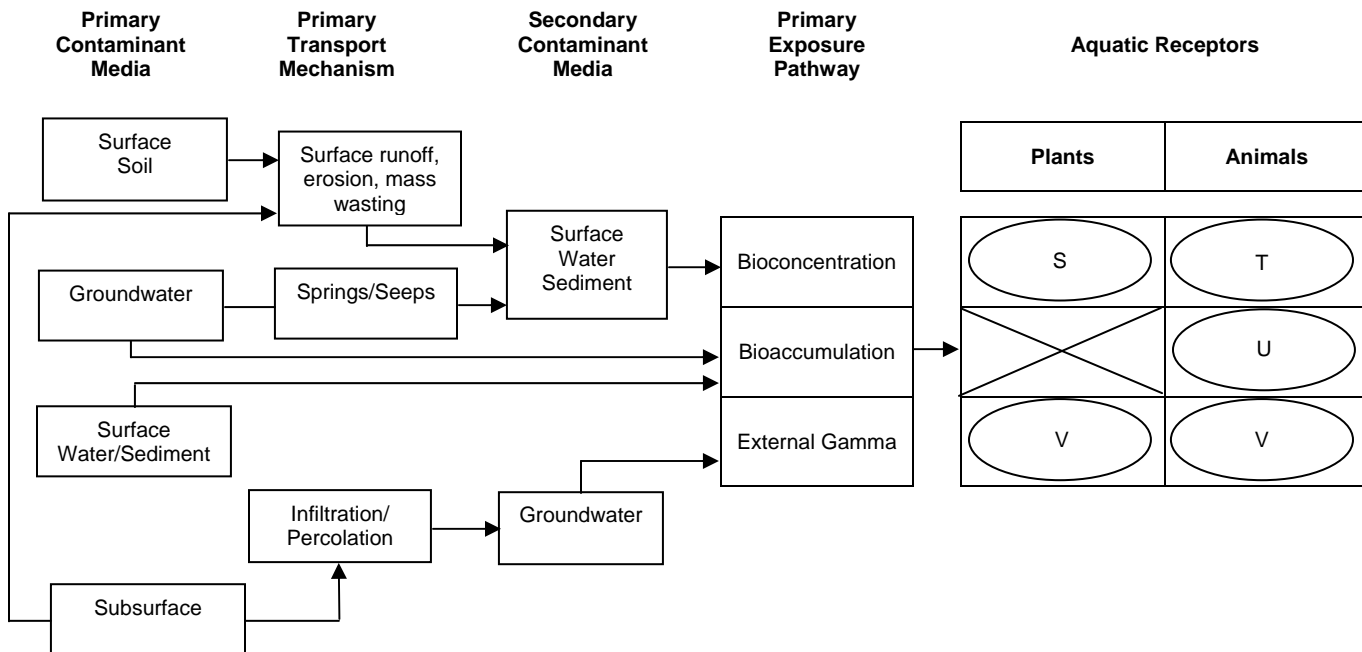 Primary
Contaminant
Media
Primary
Transport
Mechanism
Secondary
Contaminant
Media
Primary
Exposure
Pathway
Aquatic Receptors
Surface
Soil
Surface runoff,
erosion, mass
wasting
Plants
Animals
Surface
Water
Sediment
Bioconcentration
S
T
Groundwater
Springs/Seeps
Bioaccumulation
U
Surface
Water/Sediment
External Gamma
V
V
Infiltration/
Percolation
Groundwater
Subsurface